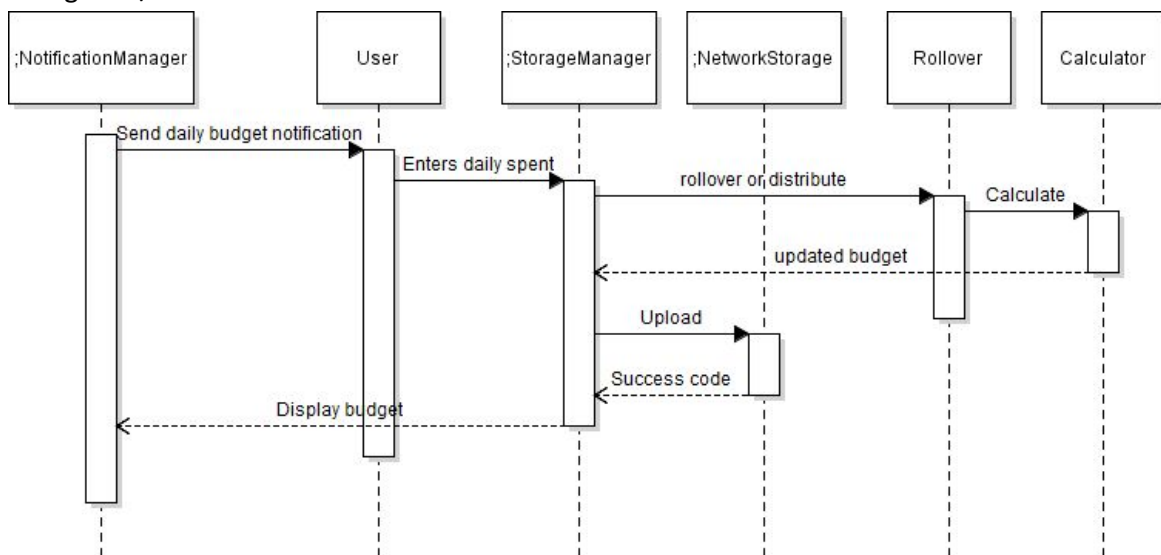 ;NotificationManager
User
;StorageManager
;NetworkStorage
Rollover
Calculator
Send daily budget notification
Enters daily spent
rollover or distribute
Calculate
updated budget
Upload
Success code
Display budget